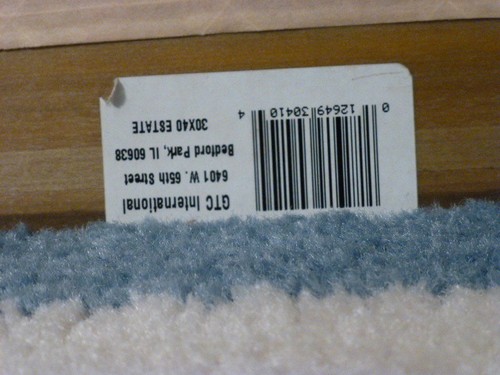 GTC International
6401 W. 65th Street
Bedford Park, IL 60638
30X40 ESTATE
0 12649 30410 4